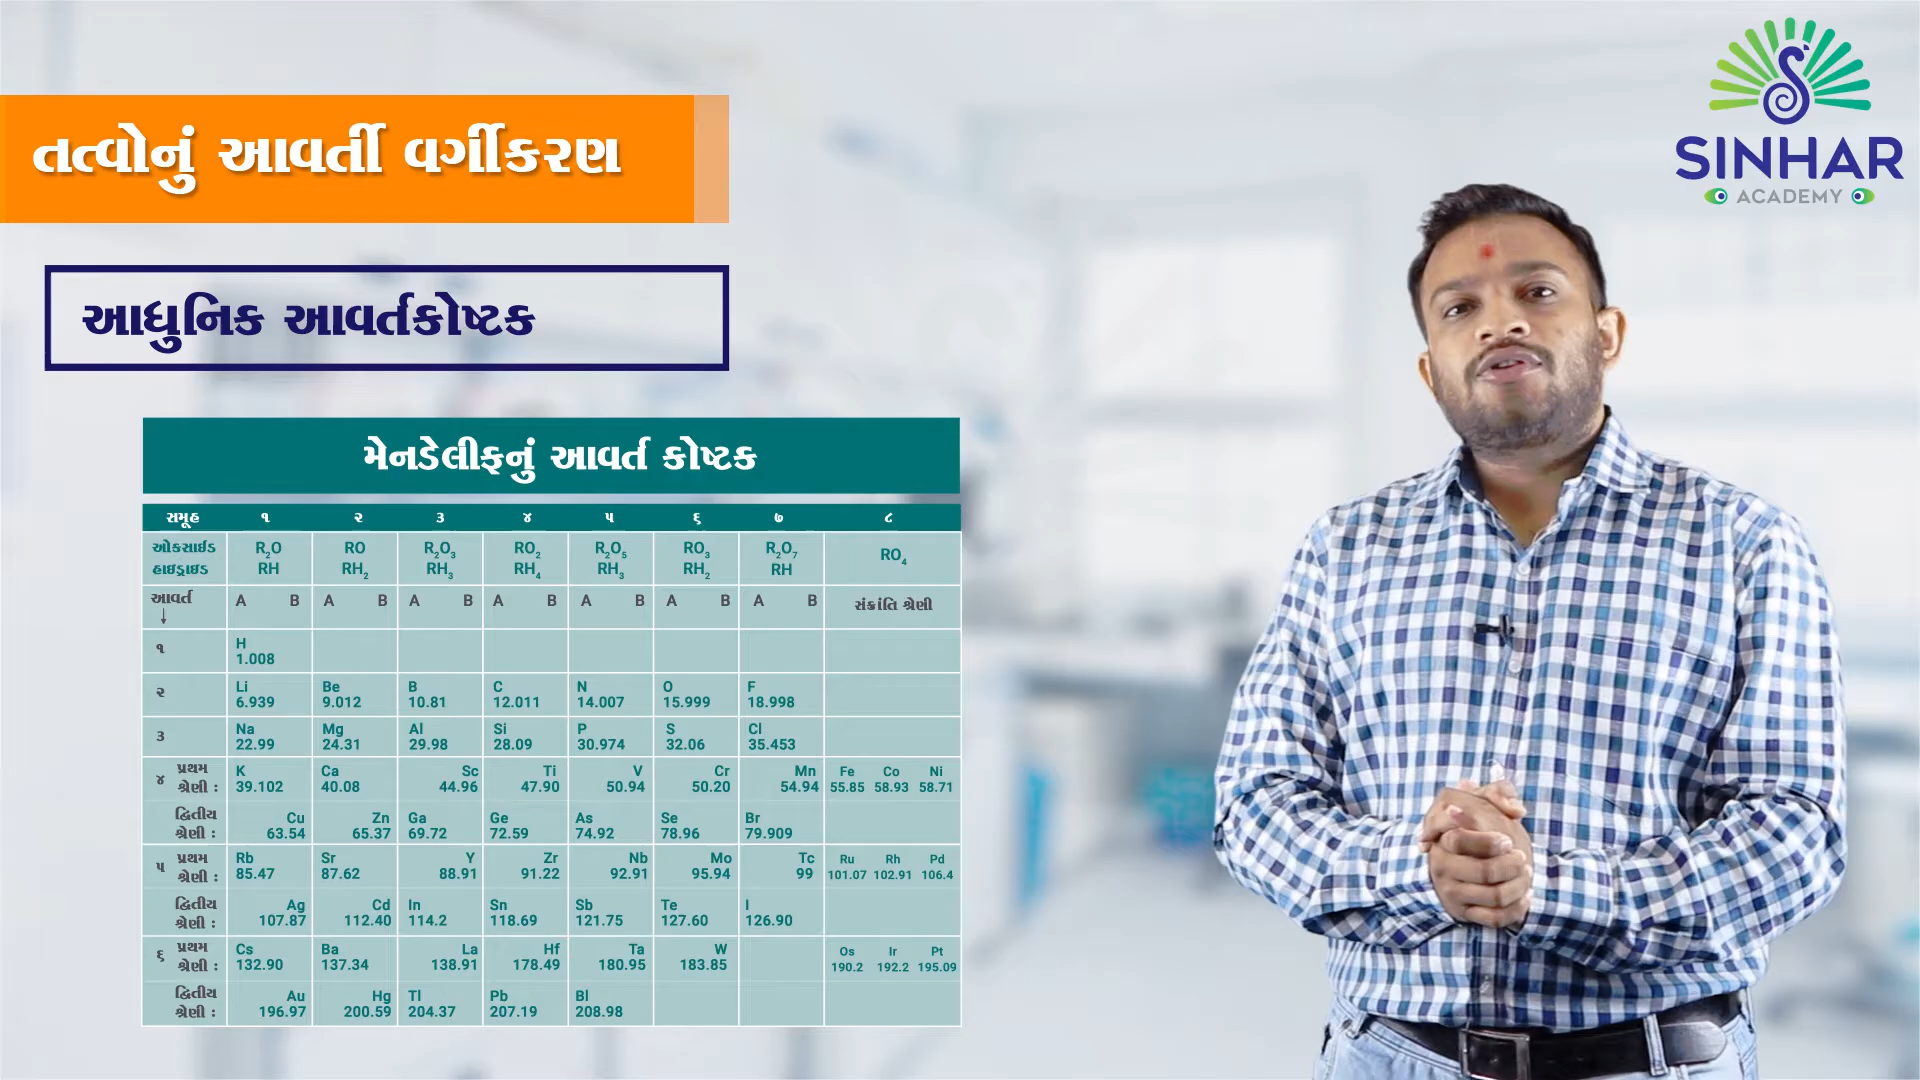 તત્વોનું આવર્તી વર્ગીકરણ
SINHAR
ACADEMY
આધુનિક આવર્તકોષ્ટક
મેનડેલીફનું આવર્ત કોષ્ટક
સમૂહ ૧ ૨ ૩ ૪ ૫ ૬ ૭ ૮
ઓકસાઈડ R₂O RO R₂O₃ RO₂ R₂O₅ RO₃ R₂O₇ RO₄
હાઇડ્રાઇડ RH RH₂ RH₃ RH₄ RH₃ RH₂ RH
આવર્ત A B A B A B A B A B A B A B સંક્રાંતિ શ્રેણી
↓
૧ H
1.008
૨ Li Be B C N O F
6.939 9.012 10.81 12.011 14.007 15.999 18.998
૩ Na Mg Al Si P S Cl
22.99 24.31 29.98 28.09 30.974 32.06 35.453
૪ પ્રથમ K Ca Sc Ti V Cr Mn Fe Co Ni
શ્રેણી : 39.102 40.08 44.96 47.90 50.94 50.20 54.94 55.85 58.93 58.71
દ્વિતીય Cu Zn Ga Ge As Se Br
શ્રેણી : 63.54 65.37 69.72 72.59 74.92 78.96 79.909
૫ પ્રથમ Rb Sr Y Zr Nb Mo Tc Ru Rh Pd
શ્રેણી : 85.47 87.62 88.91 91.22 92.91 95.94 99 101.07 102.91 106.4
દ્વિતીય Ag Cd In Sn Sb Te I
શ્રેણી : 107.87 112.40 114.2 118.69 121.75 127.60 126.90
૬ પ્રથમ Cs Ba La Hf Ta W Os Ir Pt
શ્રેણી : 132.90 137.34 138.91 178.49 180.95 183.85 190.2 192.2 195.09
દ્વિતીય Au Hg Tl Pb Bl
શ્રેણી : 196.97 200.59 204.37 207.19 208.98